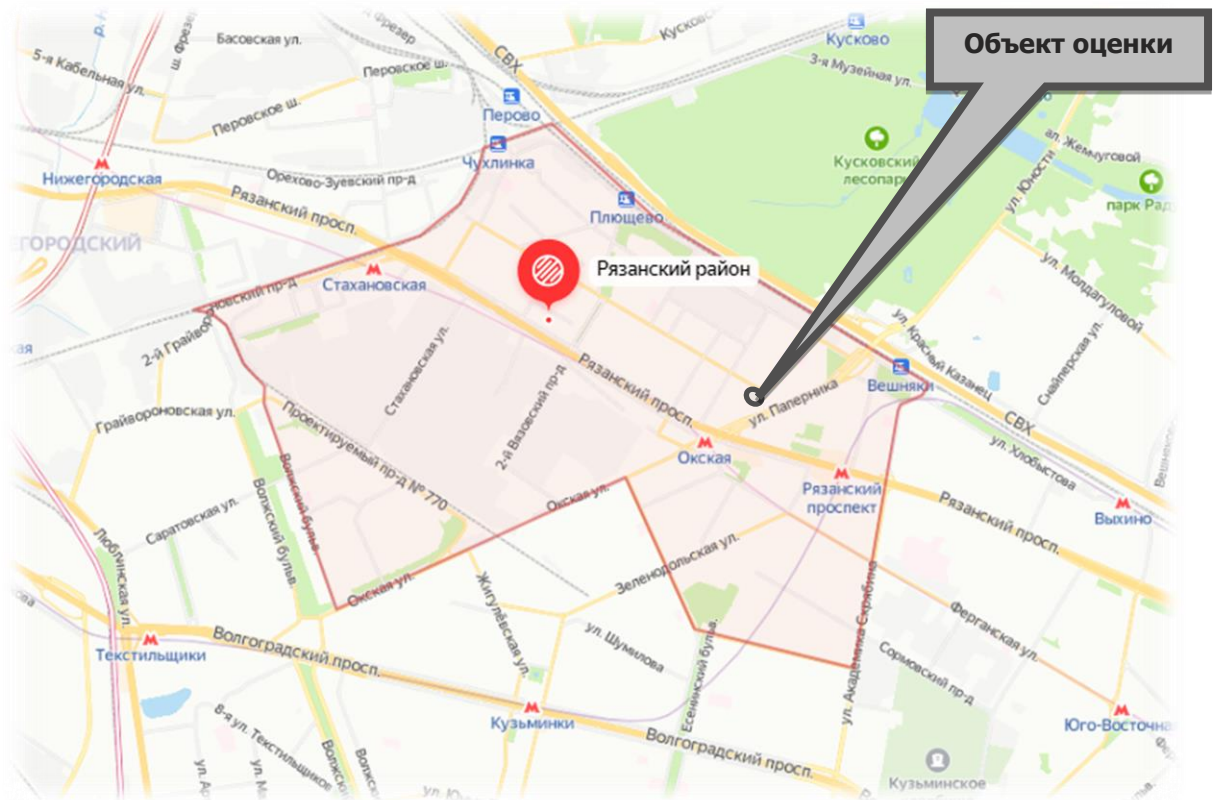 Объект оценки
Басовская ул.
5-я Кабельная ул.
ш. Фрезер
Фрезер
СВХ
Кусково
3-я Музейная ул.
Перовское ш.
Перовское ш.
Перово
Чухлинка
Нижегородская
Орехово-Зуевский пр-д
Рязанский просп.
Плющево
Кусковский
лесопарк
ал. Жемчуговой
ул. Юности
парк Рад
ГОРОДСКИЙ
Рязанский район
Стахановская
2-й Грайвороновский пр-д
ул. Молдагуловой
ул. Красный Казанец
Снайперская ул.
Вешняки
СВХ
Стахановская ул.
Рязанский просп.
2-й Вязовский пр-д
ул. Паперника
Грайвороновская ул.
Проектируемый пр-д № 770
Окская
Рязанский
проспект
ул. Хлобыстова
Рязанский просп.
Выхино
Волжский бульв.
Волжский бульв.
Саратовская ул.
Окская ул.
Люблинская ул.
Зеленодольская ул.
Окская ул.
Жигулёвская ул.
ул. Шумилова
ул. Академика Скрябина
Ферганская ул.
Сормовский пр-д
Текстильщики
Волгоградский просп.
Есенинский бульв.
Кузьминки
Юго-Восточна
Волгоградский просп.
8-я ул. Текстильщиков
Кузьминское